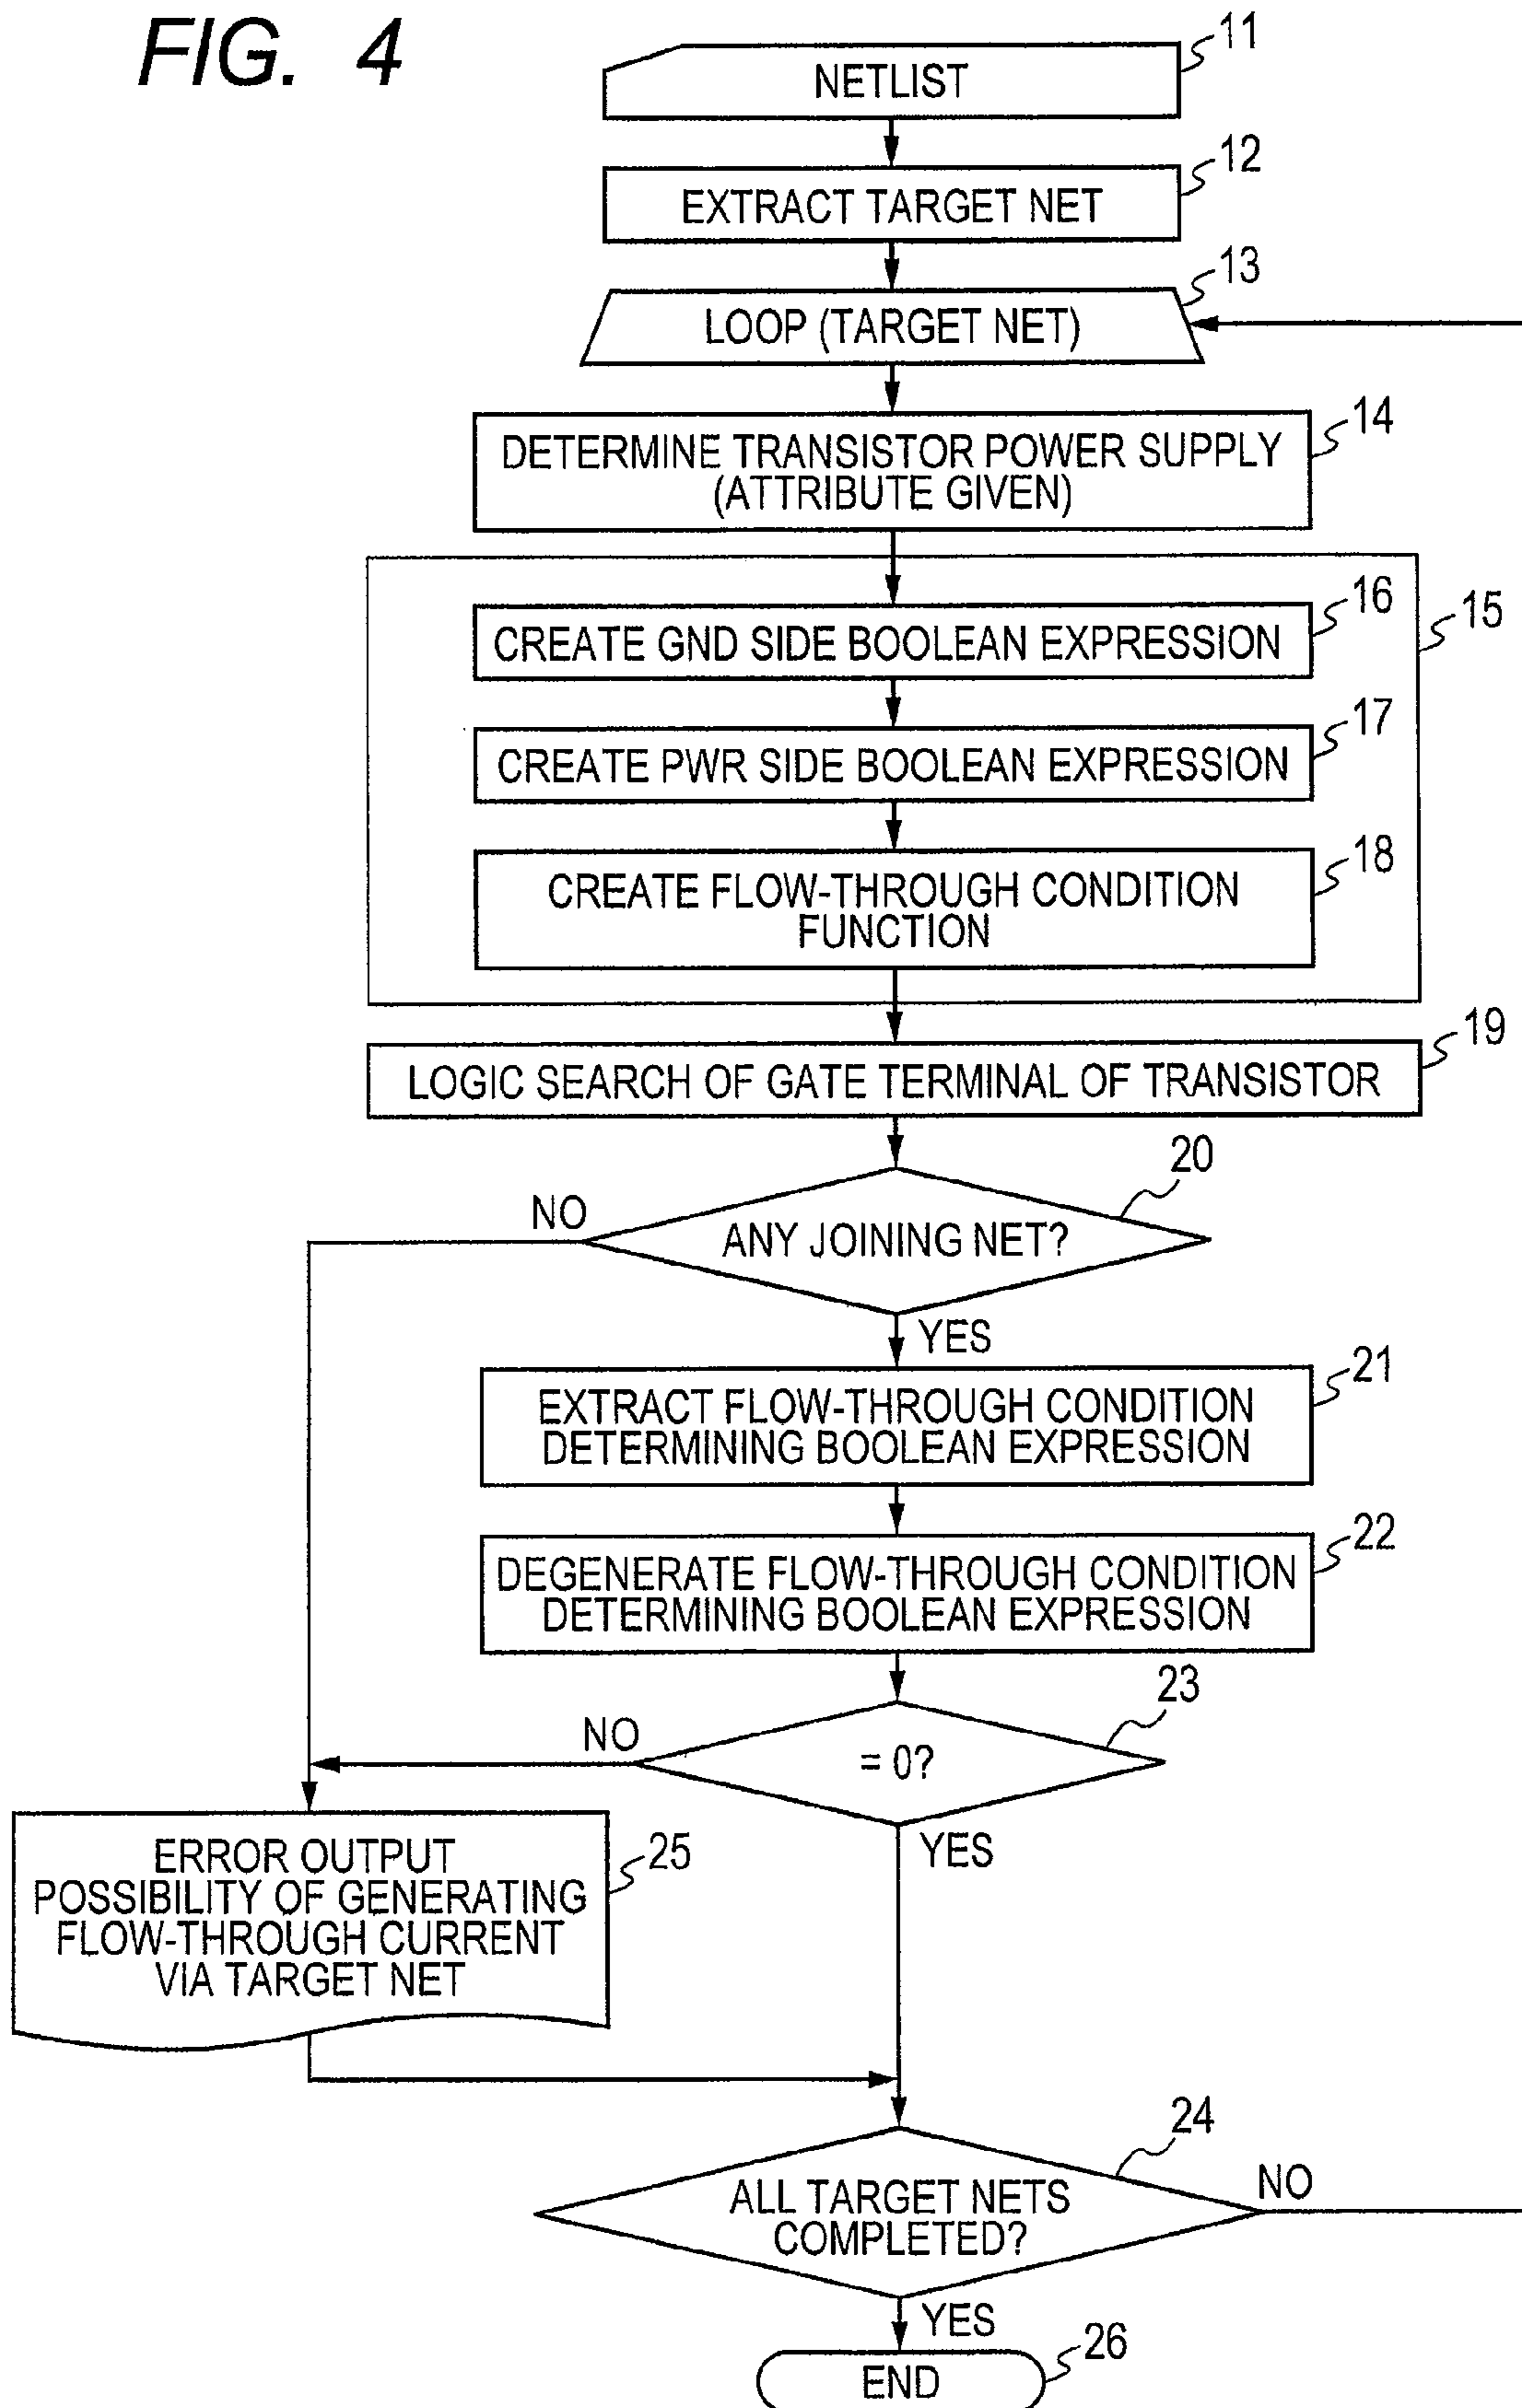 FIG. 4
11
NETLIST
12
EXTRACT TARGET NET
13
LOOP (TARGET NET)
14
DETERMINE TRANSISTOR POWER SUPPLY
(ATTRIBUTE GIVEN)
15
16
CREATE GND SIDE BOOLEAN EXPRESSION
17
CREATE PWR SIDE BOOLEAN EXPRESSION
18
CREATE FLOW-THROUGH CONDITION
FUNCTION
19
LOGIC SEARCH OF GATE TERMINAL OF TRANSISTOR
20
NO
ANY JOINING NET?
YES
21
EXTRACT FLOW-THROUGH CONDITION
DETERMINING BOOLEAN EXPRESSION
22
DEGENERATE FLOW-THROUGH CONDITION
DETERMINING BOOLEAN EXPRESSION
23
NO
= 0?
YES
25
ERROR OUTPUT
POSSIBILITY OF GENERATING
FLOW-THROUGH CURRENT
VIA TARGET NET
24
NO
ALL TARGET NETS
COMPLETED?
YES
26
END